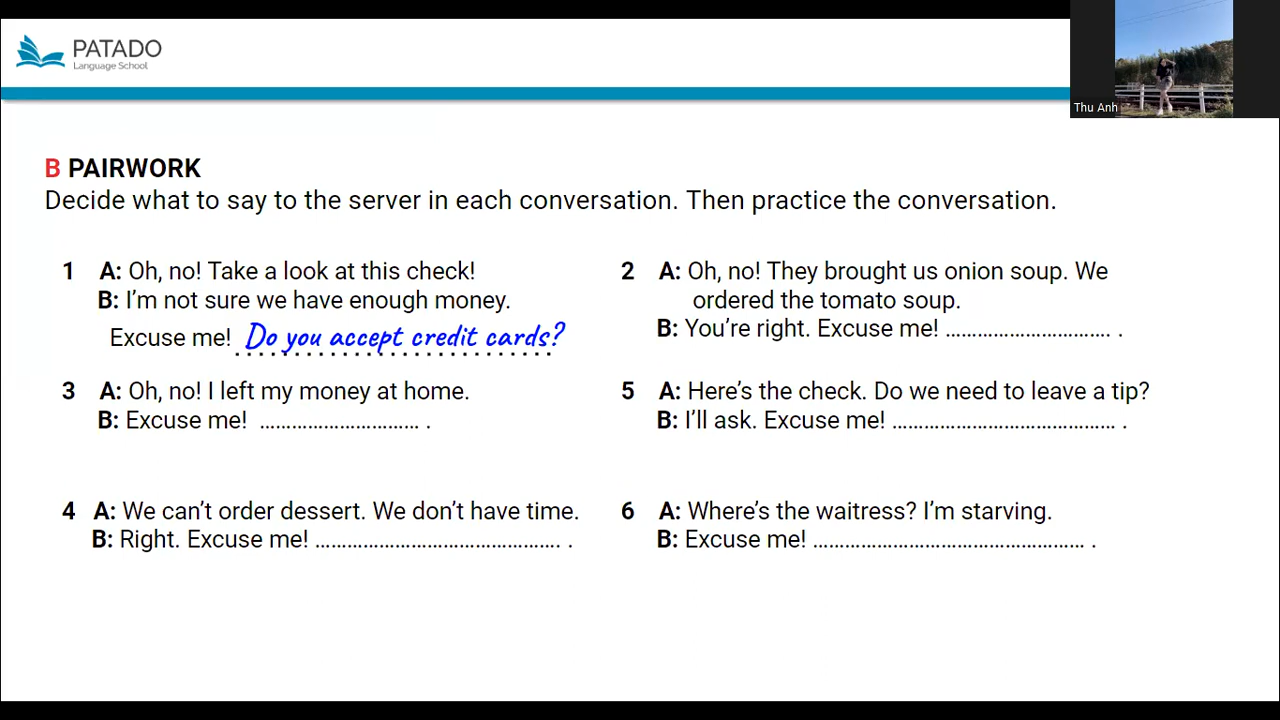 PATADO
Language School
Thu Anh
B PAIRWORK
Decide what to say to the server in each conversation. Then practice the conversation.
1 A: Oh, no! Take a look at this check!
B: I'm not sure we have enough money.
Excuse me! Do you accept credit cards?
2 A: Oh, no! They brought us onion soup. We
ordered the tomato soup.
B: You're right. Excuse me! ............................ .
3 A: Oh, no! I left my money at home.
B: Excuse me! ........................... .
5 A: Here's the check. Do we need to leave a tip?
B: I'll ask. Excuse me! ...................................... .
4 A: We can't order dessert. We don't have time.
B: Right. Excuse me! .......................................... .
6 A: Where's the waitress? I'm starving.
B: Excuse me! .............................................. .